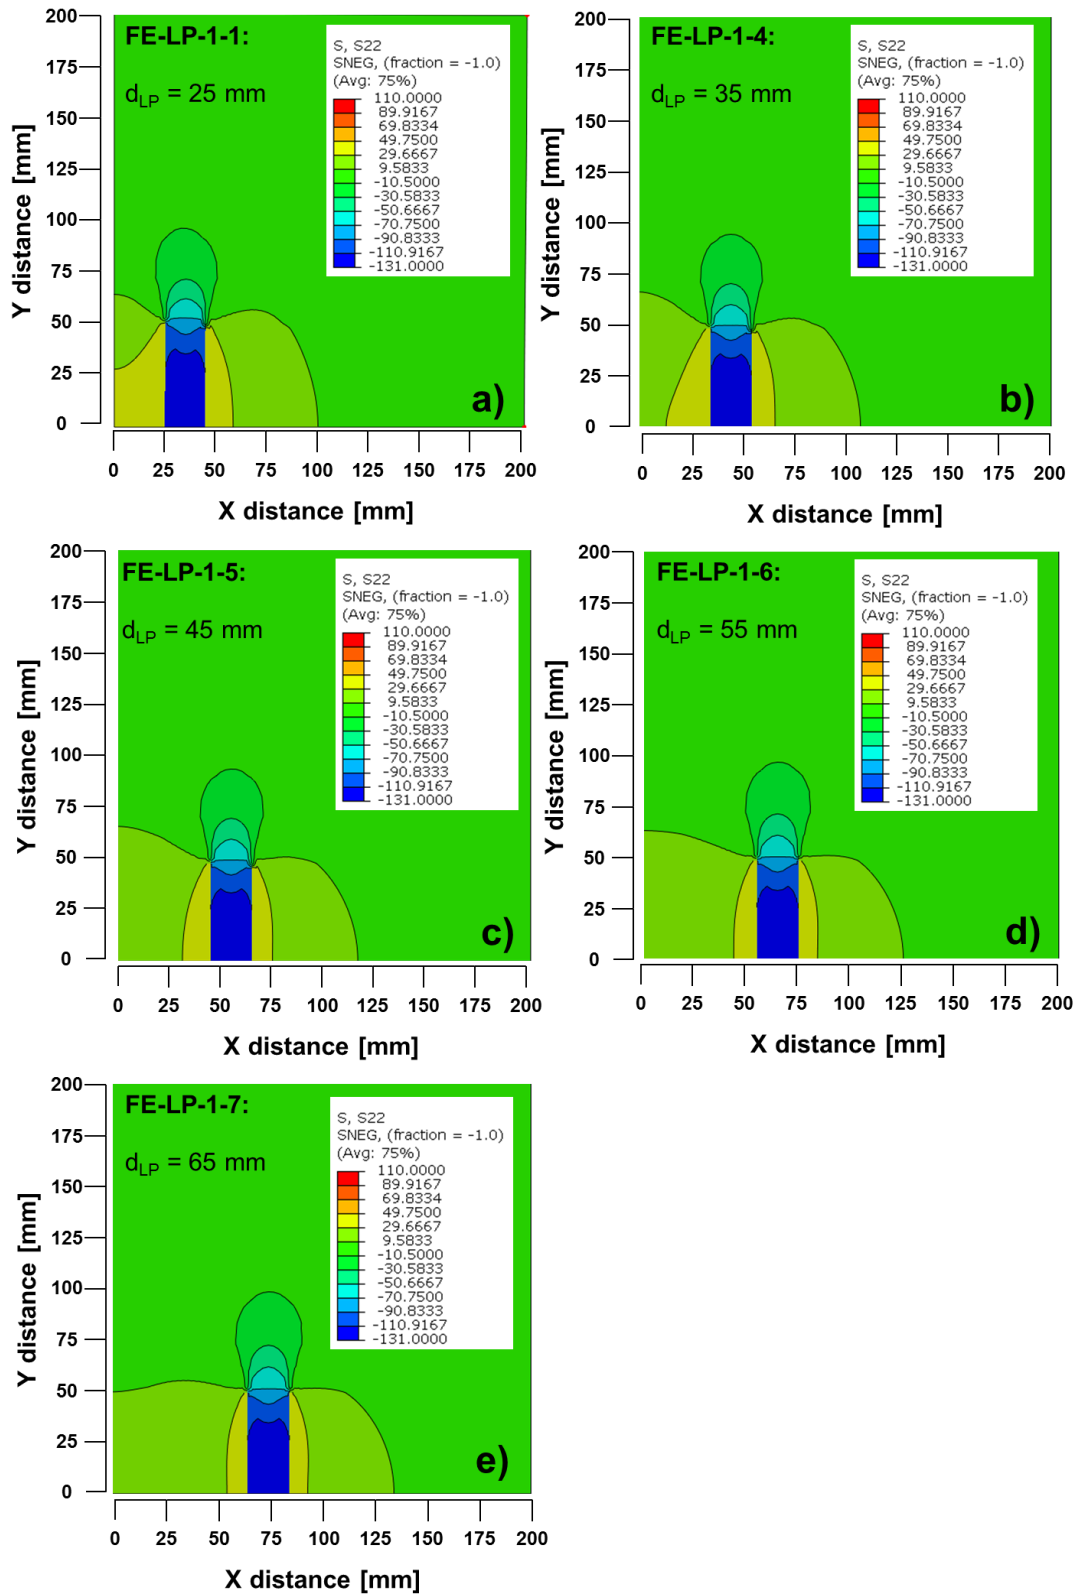 FE-LP-1-1:
d_LP = 25 mm
S, S22
SNEG, (fraction = -1.0)
(Avg: 75%)
110.0000
89.9167
69.8334
49.7500
29.6667
9.5833
-10.5000
-30.5833
-50.6667
-70.7500
-90.8333
-110.9167
-131.0000
a)
Y distance [mm]
200
175
150
125
100
75
50
25
0
0 25 50 75 100 125 150 175 200
X distance [mm]
FE-LP-1-4:
d_LP = 35 mm
S, S22
SNEG, (fraction = -1.0)
(Avg: 75%)
110.0000
89.9167
69.8334
49.7500
29.6667
9.5833
-10.5000
-30.5833
-50.6667
-70.7500
-90.8333
-110.9167
-131.0000
b)
Y distance [mm]
200
175
150
125
100
75
50
25
0
0 25 50 75 100 125 150 175 200
X distance [mm]
FE-LP-1-5:
d_LP = 45 mm
S, S22
SNEG, (fraction = -1.0)
(Avg: 75%)
110.0000
89.9167
69.8334
49.7500
29.6667
9.5833
-10.5000
-30.5833
-50.6667
-70.7500
-90.8333
-110.9167
-131.0000
c)
Y distance [mm]
200
175
150
125
100
75
50
25
0
0 25 50 75 100 125 150 175 200
X distance [mm]
FE-LP-1-6:
d_LP = 55 mm
S, S22
SNEG, (fraction = -1.0)
(Avg: 75%)
110.0000
89.9167
69.8334
49.7500
29.6667
9.5833
-10.5000
-30.5833
-50.6667
-70.7500
-90.8333
-110.9167
-131.0000
d)
Y distance [mm]
200
175
150
125
100
75
50
25
0
0 25 50 75 100 125 150 175 200
X distance [mm]
FE-LP-1-7:
d_LP = 65 mm
S, S22
SNEG, (fraction = -1.0)
(Avg: 75%)
110.0000
89.9167
69.8334
49.7500
29.6667
9.5833
-10.5000
-30.5833
-50.6667
-70.7500
-90.8333
-110.9167
-131.0000
e)
Y distance [mm]
200
175
150
125
100
75
50
25
0
0 25 50 75 100 125 150 175 200
X distance [mm]